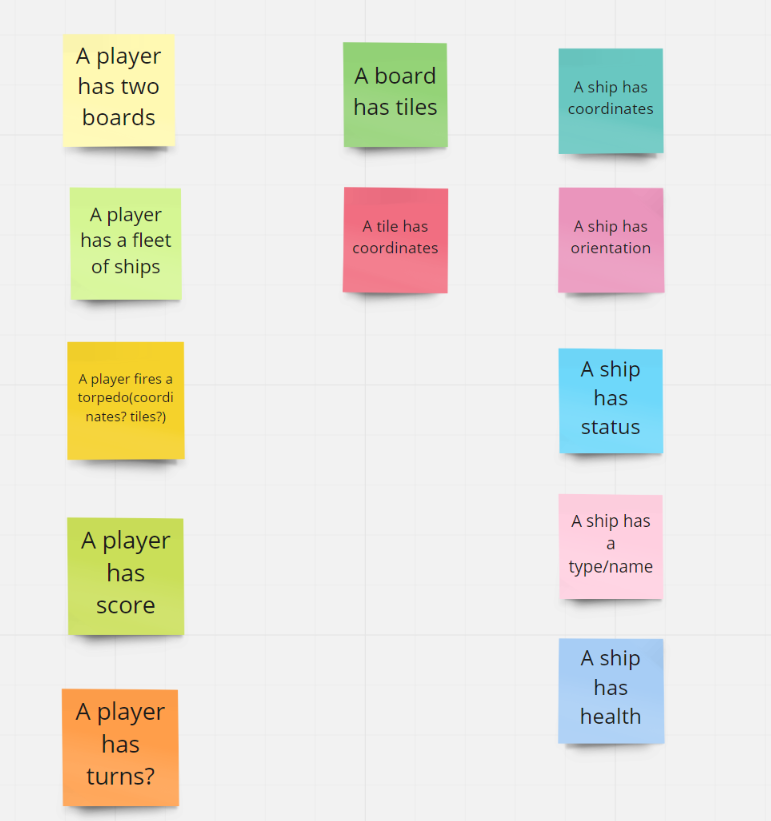 A player
has two
boards
A player
has a fleet
of ships
A player fires a
torpedo(coordi
nates? tiles?)
A player
has
score
A player
has
turns?
A board
has tiles
A tile has
coordinates
A ship has
coordinates
A ship has
orientation
A ship
has
status
A ship has
a
type/name
A ship
has
health